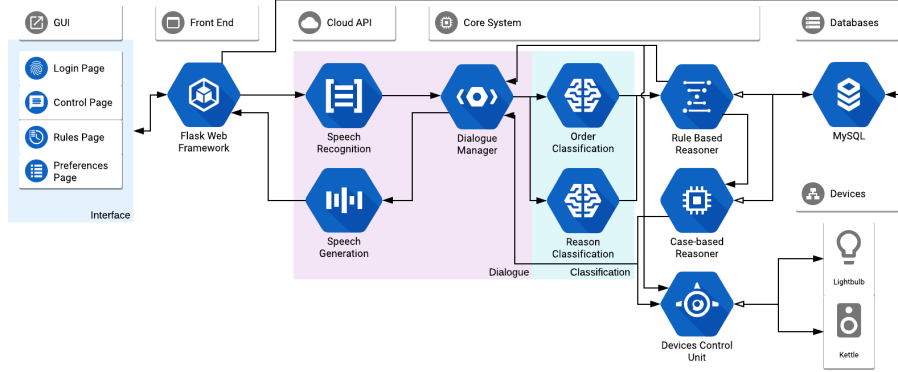 GUI
Front End
Cloud API
Core System
Databases
Login Page
Control Page
Rules Page
Preferences
Page
Interface
Flask Web
Framework
Speech
Recognition
Dialogue
Manager
Order
Classification
Rule Based
Reasoner
MySQL
Devices
Speech
Generation
Reason
Classification
Case-based
Reasoner
Dialogue
Classification
Lightbulb
Devices Control
Unit
Kettle